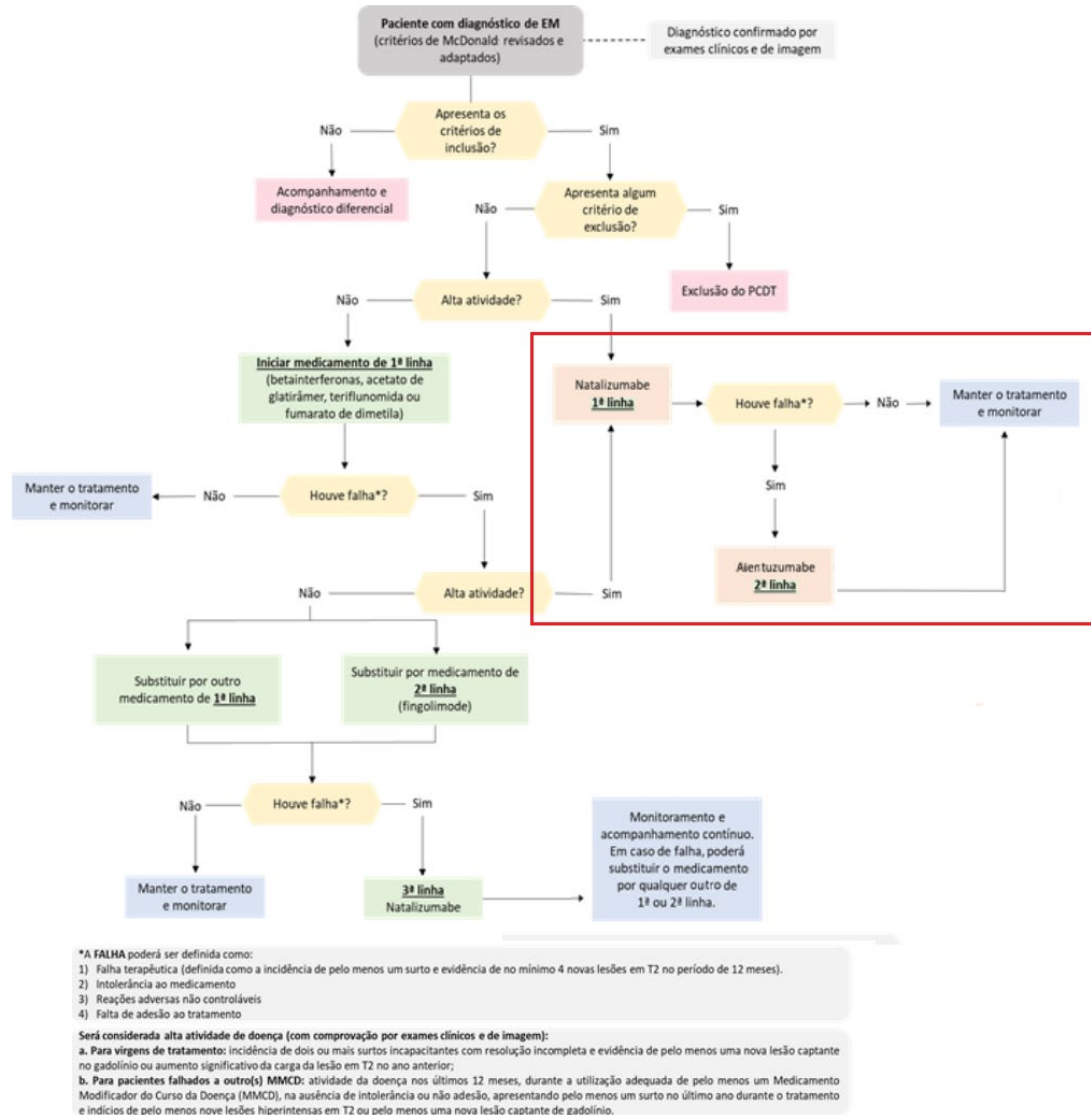 Paciente com diagnóstico de EM
(critérios de McDonald revisados e
adaptados)
Diagnóstico confirmado por
exames clínicos e de imagem
Apresenta os
critérios de
inclusão?
Não
Sim
Acompanhamento e
diagnóstico diferencial
Apresenta algum
critério de
exclusão?
Não
Sim
Exclusão do PCDT
Alta atividade?
Não
Sim
Iniciar medicamento de 1ª linha
(betainterferonas, acetato de
glatirâmer, teriflunomida ou
fumarato de dimetila)
Natalizumabe
1ª linha
Houve falha*?
Não
Manter o tratamento
e monitorar
Sim
Alentuzumabe
2ª linha
Manter o tratamento
e monitorar
Não
Houve falha*?
Sim
Não
Alta atividade?
Sim
Substituir por outro
medicamento de 1ª linha
Substituir por medicamento de
2ª linha
(fingolimode)
Não
Houve falha*?
Sim
Manter o tratamento
e monitorar
3ª linha
Natalizumabe
Monitoramento e
acompanhamento contínuo.
Em caso de falha, poderá
substituir o medicamento
por qualquer outro de
1ª ou 2ª linha.
*A FALHA poderá ser definida como:
1) Falha terapêutica (definida como a incidência de pelo menos um surto e evidência de no mínimo 4 novas lesões em T2 no período de 12 meses).
2) Intolerância ao medicamento
3) Reações adversas não controláveis
4) Falta de adesão ao tratamento
Será considerada alta atividade de doença (com comprovação por exames clínicos e de imagem):
a. Para virgens de tratamento: incidência de dois ou mais surtos incapacitantes com resolução incompleta e evidência de pelo menos uma nova lesão captante
no gadolínio ou aumento significativo da carga da lesão em T2 no ano anterior;
b. Para pacientes falhados a outro(s) MMCD: atividade da doença nos últimos 12 meses, durante a utilização adequada de pelo menos um Medicamento
Modificador do Curso da Doença (MMCD), na ausência de intolerância ou não adesão, apresentando pelo menos um surto no último ano durante o tratamento
e indícios de pelo menos nove lesões hiperintensas em T2 ou pelo menos uma nova lesão captante de gadolínio.